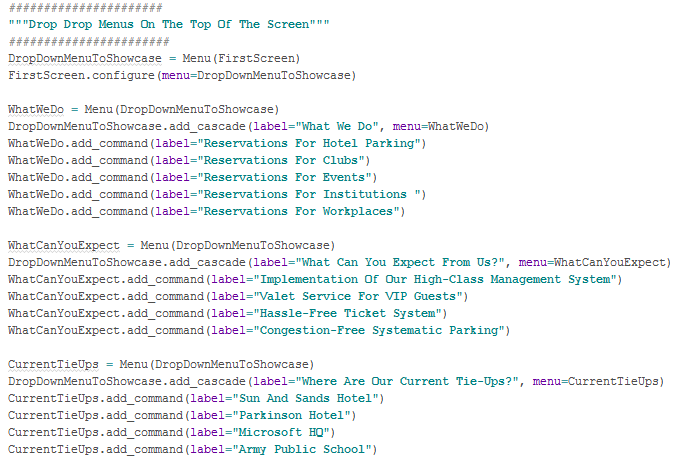 ######################
"""Drop Drop Menus On The Top Of The Screen"""
#######################
DropDownMenuToShowcase = Menu(FirstScreen)
FirstScreen.configure(menu=DropDownMenuToShowcase)
WhatWeDo = Menu(DropDownMenuToShowcase)
DropDownMenuToShowcase.add_cascade(label="What We Do", menu=WhatWeDo)
WhatWeDo.add_command(label="Reservations For Hotel Parking")
WhatWeDo.add_command(label="Reservations For Clubs")
WhatWeDo.add_command(label="Reservations For Events")
WhatWeDo.add_command(label="Reservations For Institutions ")
WhatWeDo.add_command(label="Reservations For Workplaces")
WhatCanYouExpect = Menu(DropDownMenuToShowcase)
DropDownMenuToShowcase.add_cascade(label="What Can You Expect From Us?", menu=WhatCanYouExpect)
WhatCanYouExpect.add_command(label="Implementation Of Our High-Class Management System")
WhatCanYouExpect.add_command(label="Valet Service For VIP Guests")
WhatCanYouExpect.add_command(label="Hassle-Free Ticket System")
WhatCanYouExpect.add_command(label="Congestion-Free Systematic Parking")
CurrentTieUps = Menu(DropDownMenuToShowcase)
DropDownMenuToShowcase.add_cascade(label="Where Are Our Current Tie-Ups?", menu=CurrentTieUps)
CurrentTieUps.add_command(label="Sun And Sands Hotel")
CurrentTieUps.add_command(label="Parkinson Hotel")
CurrentTieUps.add_command(label="Microsoft HQ")
CurrentTieUps.add_command(label="Army Public School")